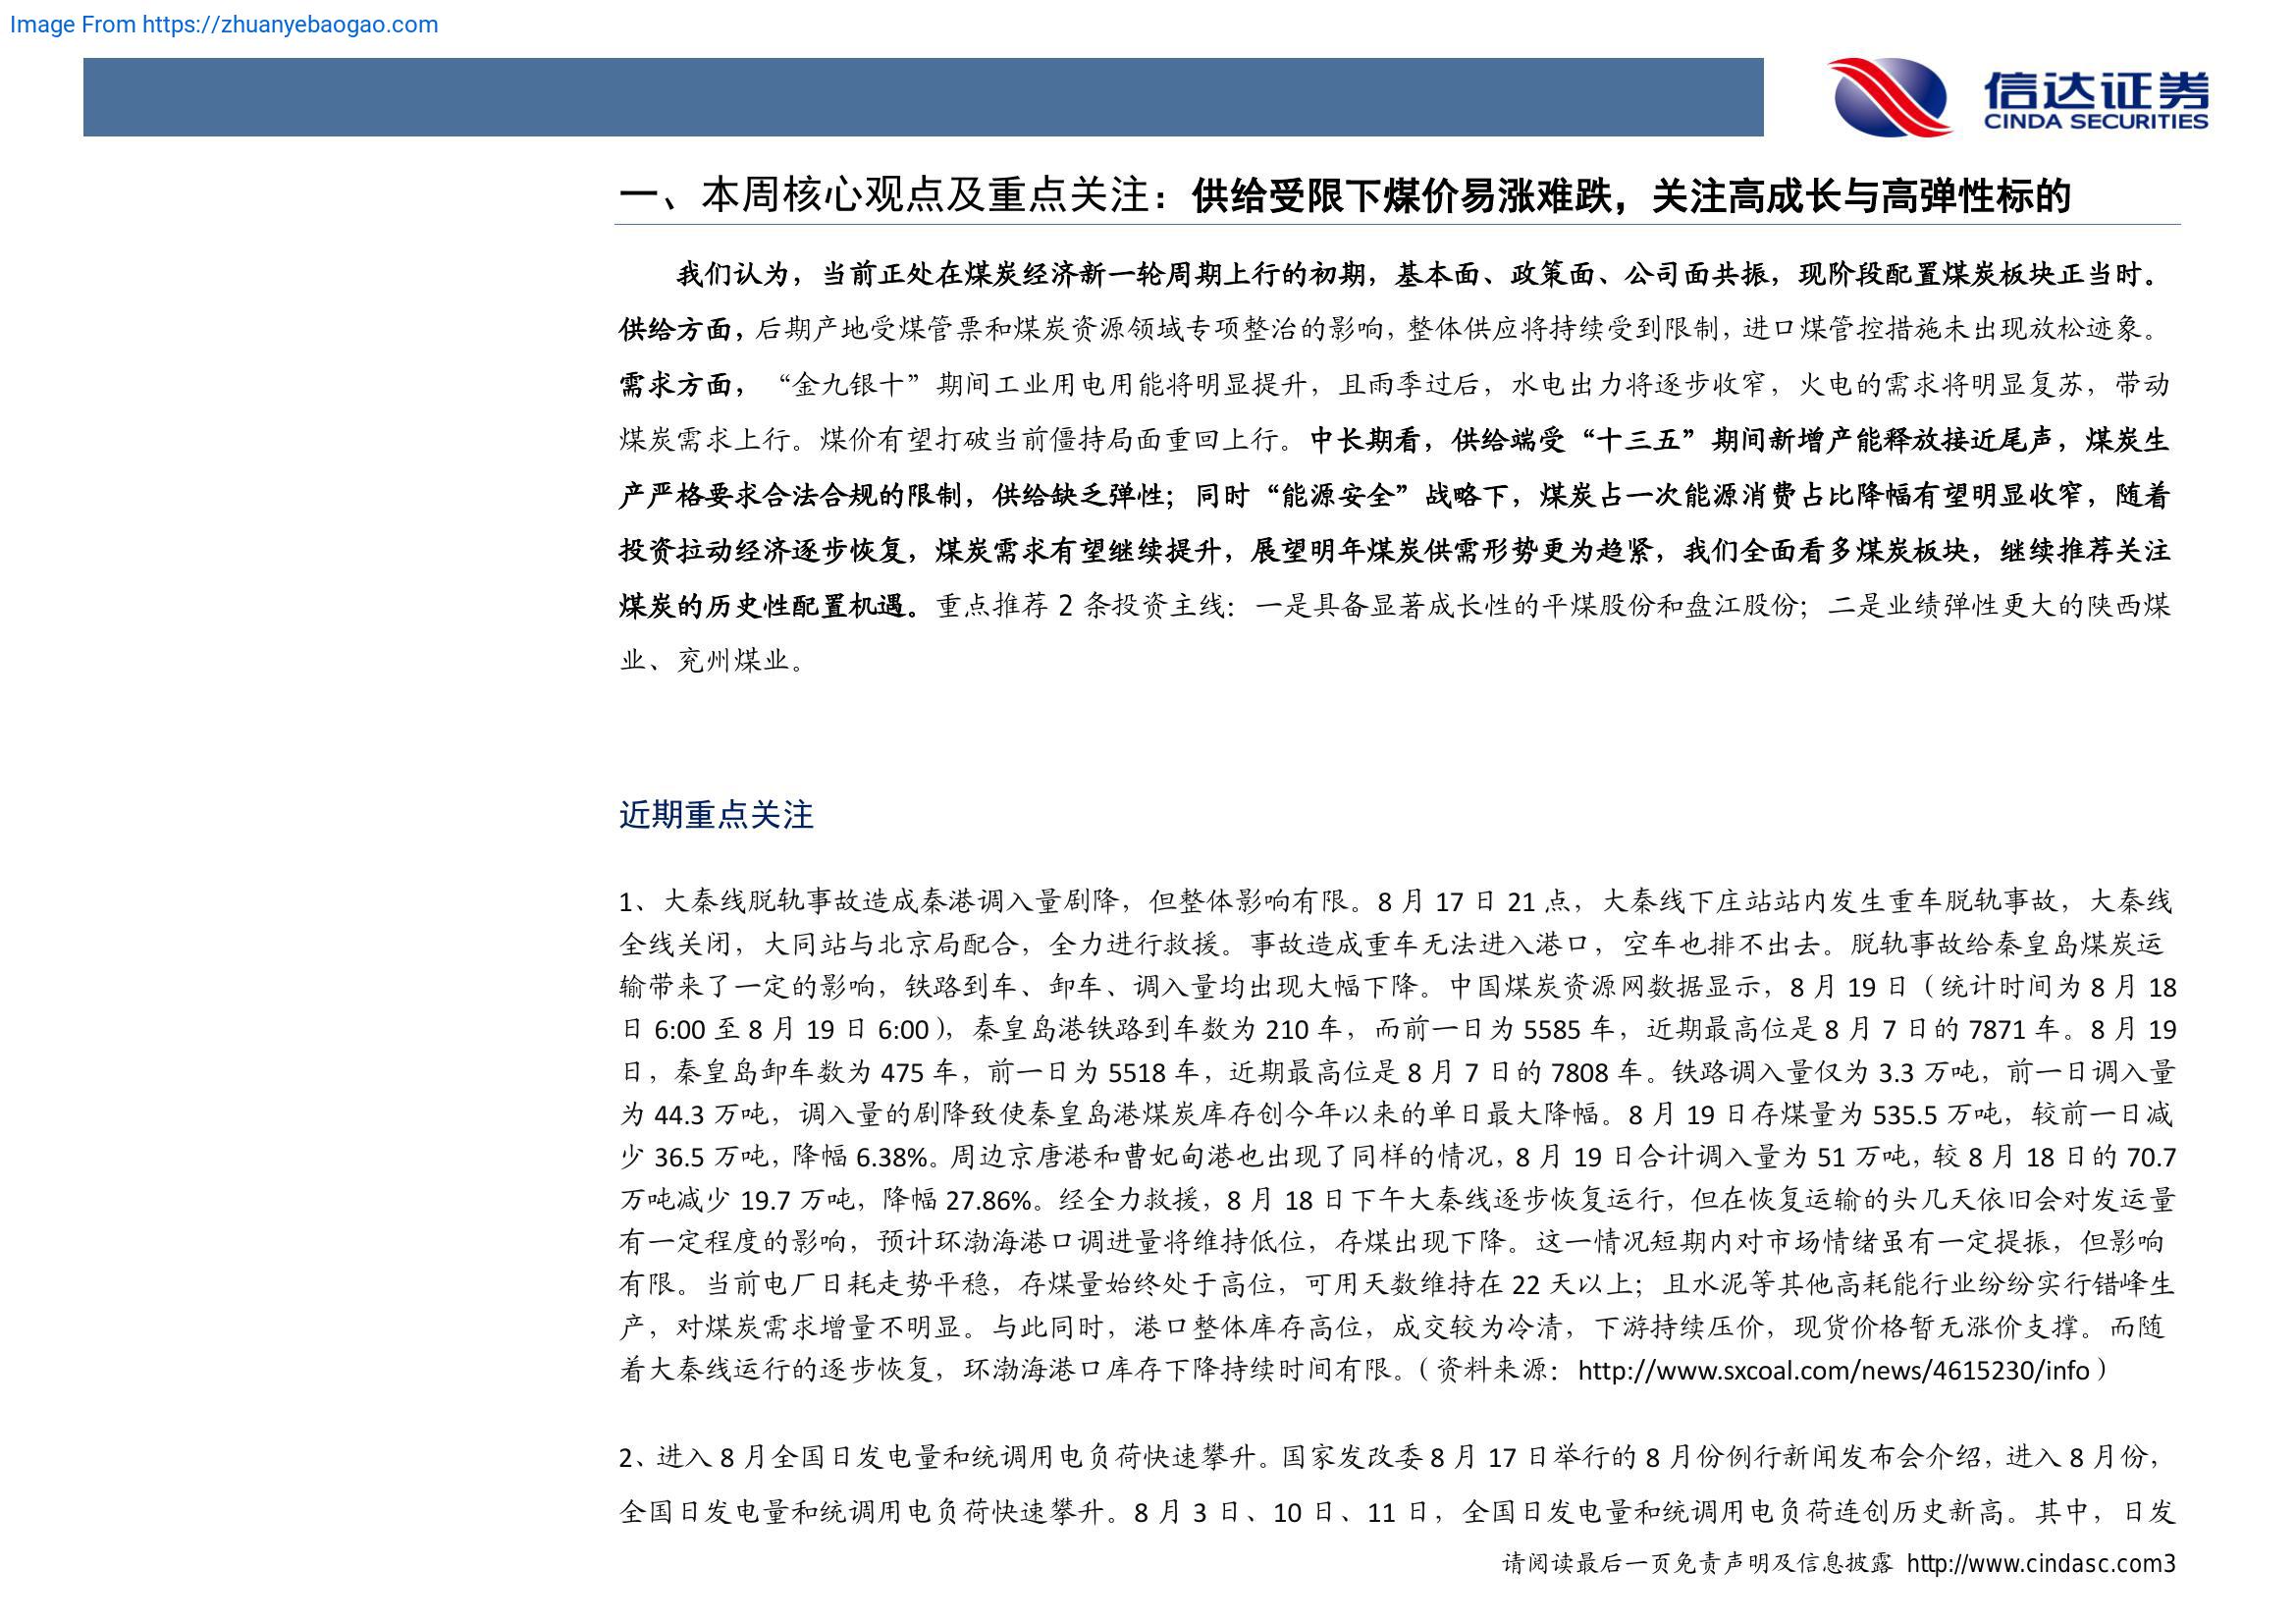 Image From https://zhuanyebaogao.com
信达证券
CINDA SECURITIES
一、本周核心观点及重点关注：供给受限下煤价易涨难跌，关注高成长与高弹性标的
我们认为，当前正处在煤炭经济新一轮周期上行的初期，基本面、政策面、公司面共振，现阶段配置煤炭板块正当时。
供给方面，后期产地受煤管票和煤炭资源领域专项整治的影响，整体供应将持续受到限制，进口煤管控措施未出现放松迹象。
需求方面，“金九银十”期间工业用电用能将明显提升，且雨季过后，水电出力将逐步收窄，火电的需求将明显复苏，带动
煤炭需求上行。煤价有望打破当前僵持局面重回上行。中长期看，供给端受“十三五”期间新增产能释放接近尾声，煤炭生
产严格要求合法合规的限制，供给缺乏弹性；同时“能源安全”战略下，煤炭占一次能源消费占比降幅有望明显收窄，随着
投资拉动经济逐步恢复，煤炭需求有望继续提升，展望明年煤炭供需形势更为趋紧，我们全面看多煤炭板块，继续推荐关注
煤炭的历史性配置机遇。重点推荐 2 条投资主线：一是具备显著成长性的平煤股份和盘江股份；二是业绩弹性更大的陕西煤
业、兖州煤业。
近期重点关注
1、大秦线脱轨事故造成秦港调入量剧降，但整体影响有限。8 月 17 日 21 点，大秦线下庄站站内发生重车脱轨事故，大秦线
全线关闭，大同站与北京局配合，全力进行救援。事故造成重车无法进入港口，空车也排不出去。脱轨事故给秦皇岛煤炭运
输带来了一定的影响，铁路到车、卸车、调入量均出现大幅下降。中国煤炭资源网数据显示，8 月 19 日（统计时间为 8 月 18
日 6:00 至 8 月 19 日 6:00），秦皇岛港铁路到车数为 210 车，而前一日为 5585 车，近期最高位是 8 月 7 日的 7871 车。8 月 19
日，秦皇岛卸车数为 475 车，前一日为 5518 车，近期最高位是 8 月 7 日的 7808 车。铁路调入量仅为 3.3 万吨，前一日调入量
为 44.3 万吨，调入量的剧降致使秦皇岛港煤炭库存创今年以来的单日最大降幅。8 月 19 日存煤量为 535.5 万吨，较前一日减
少 36.5 万吨，降幅 6.38%。周边京唐港和曹妃甸港也出现了同样的情况，8 月 19 日合计调入量为 51 万吨，较 8 月 18 日的 70.7
万吨减少 19.7 万吨，降幅 27.86%。经全力救援，8 月 18 日下午大秦线逐步恢复运行，但在恢复运输的头几天依旧会对发运量
有一定程度的影响，预计环渤海港口调进量将维持低位，存煤出现下降。这一情况短期内对市场情绪虽有一定提振，但影响
有限。当前电厂日耗走势平稳，存煤量始终处于高位，可用天数维持在 22 天以上；且水泥等其他高耗能行业纷纷实行错峰生
产，对煤炭需求增量不明显。与此同时，港口整体库存高位，成交较为冷清，下游持续压价，现货价格暂无涨价支撑。而随
着大秦线运行的逐步恢复，环渤海港口库存下降持续时间有限。（资料来源：http://www.sxcoal.com/news/4615230/info）
2、进入 8 月全国日发电量和统调用电负荷快速攀升。国家发改委 8 月 17 日举行的 8 月份例行新闻发布会介绍，进入 8 月份，
全国日发电量和统调用电负荷快速攀升。8 月 3 日、10 日、11 日，全国日发电量和统调用电负荷连创历史新高。其中，日发
请阅读最后一页免责声明及信息披露 http://www.cindasc.com3